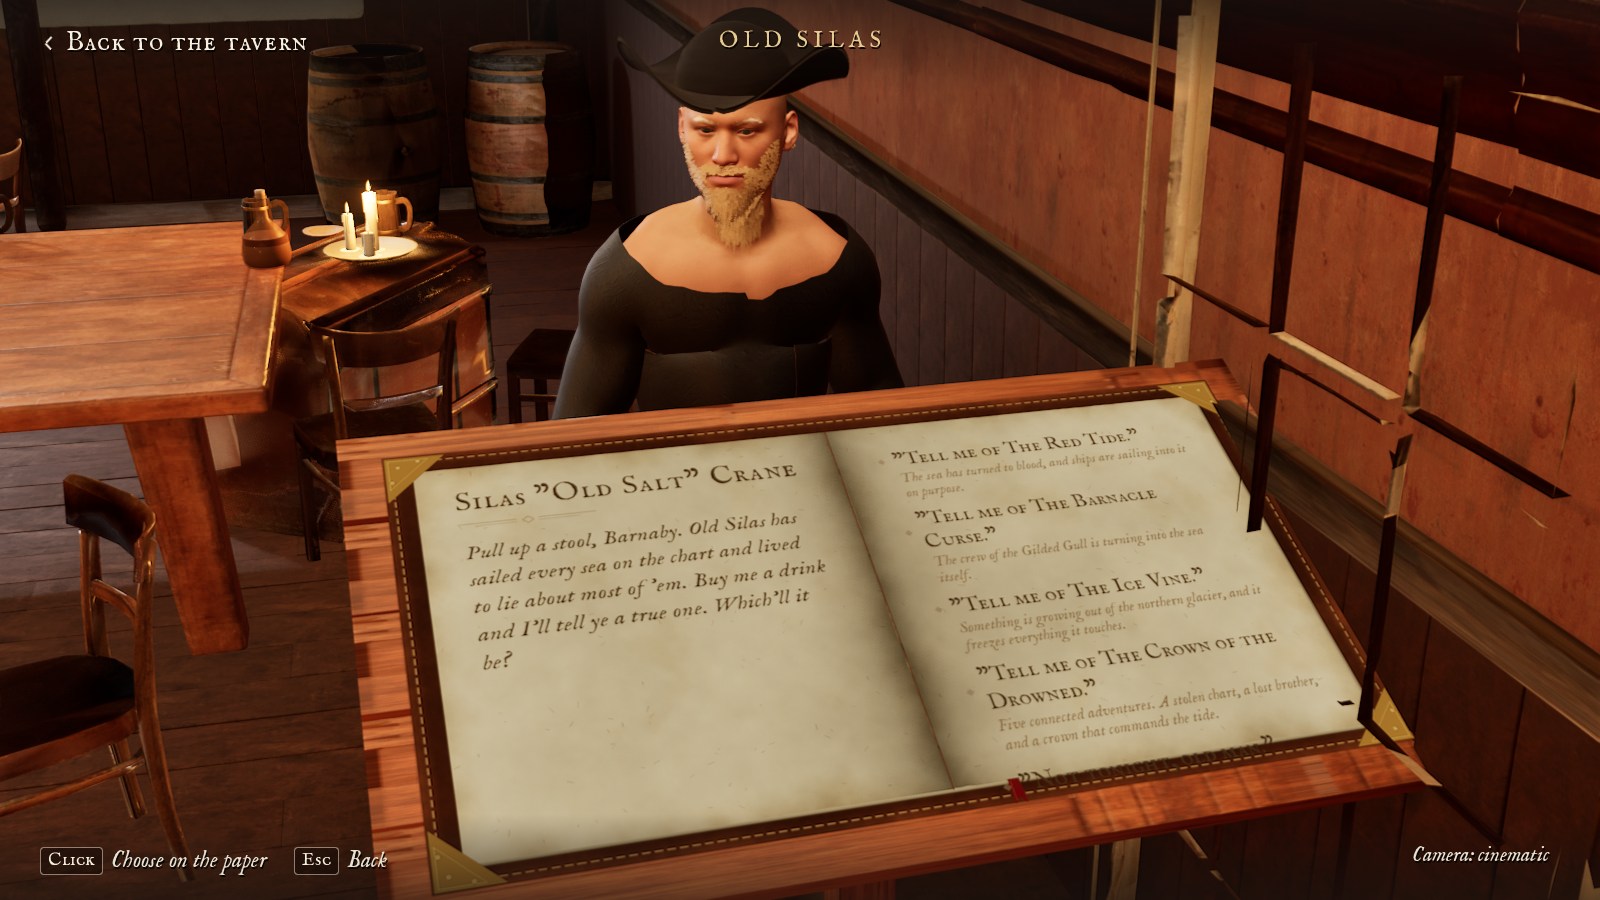 Back to the tavern
OLD SILAS
Silas "Old Salt" Crane
Pull up a stool, Barnaby. Old Silas has
sailed every sea on the chart and lived
to lie about most of 'em. Buy me a drink
and I'll tell ye a true one. Which'll it
be?
"Tell me of The Red Tide."
The sea has turned to blood, and ships are sailing into it
on purpose.
"Tell me of The Barnacle
Curse."
The crew of the Gilded Gull is turning into the sea
itself.
"Tell me of The Ice Vine."
Something is growing out of the northern glacier, and it
freezes everything it touches.
"Tell me of The Crown of the
Drowned."
Five connected adventures. A stolen chart, a lost brother,
and a crown that commands the tide.
Click Choose on the paper Esc Back
Camera: cinematic